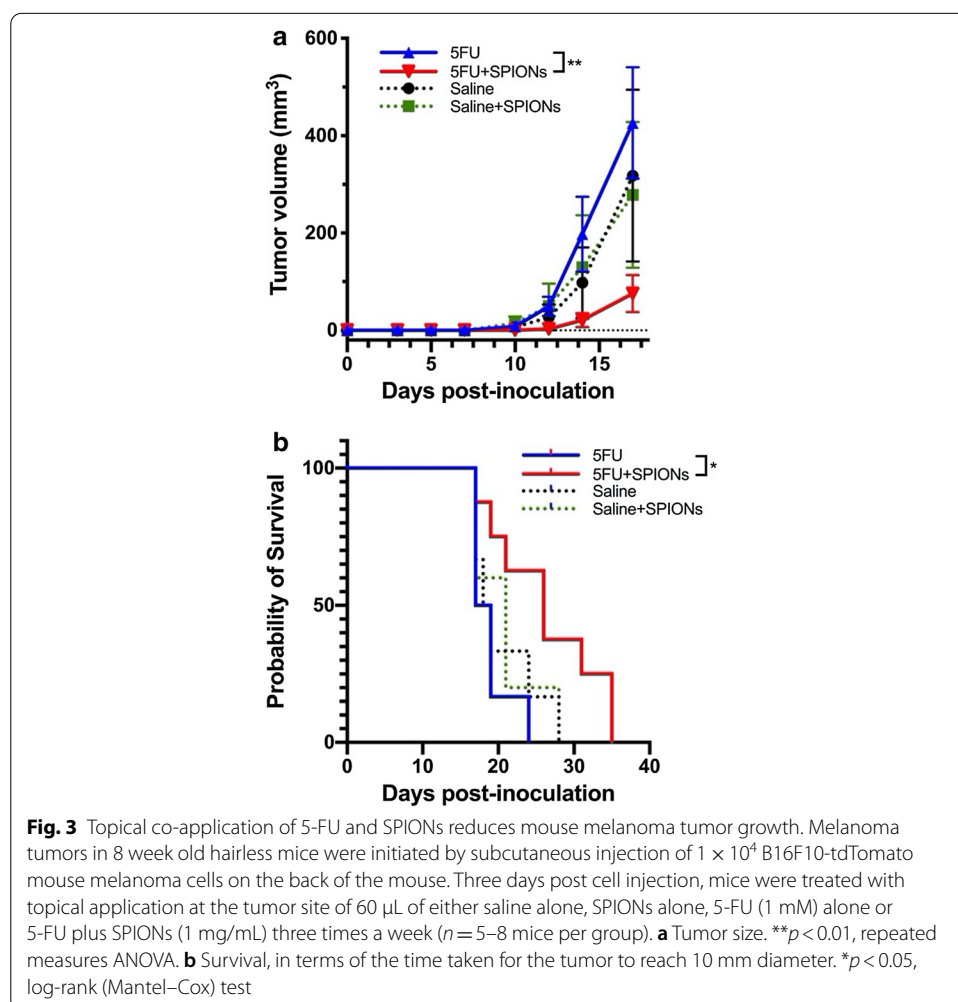 a
600
400
200
0
Tumor volume (mm³)
5FU
5FU+SPIONs
**
Saline
Saline+SPIONs
0 5 10 15
Days post-inoculation
b
100
50
0
Probability of Survival
5FU
5FU+SPIONs
*
Saline
Saline+SPIONs
0 10 20 30 40
Days post-inoculation
Fig. 3 Topical co-application of 5-FU and SPIONs reduces mouse melanoma tumor growth. Melanoma
tumors in 8 week old hairless mice were initiated by subcutaneous injection of 1 × 10⁴ B16F10-tdTomato
mouse melanoma cells on the back of the mouse. Three days post cell injection, mice were treated with
topical application at the tumor site of 60 µL of either saline alone, SPIONs alone, 5-FU (1 mM) alone or
5-FU plus SPIONs (1 mg/mL) three times a week (n = 5–8 mice per group). a Tumor size. **p < 0.01, repeated
measures ANOVA. b Survival, in terms of the time taken for the tumor to reach 10 mm diameter. *p < 0.05,
log-rank (Mantel–Cox) test